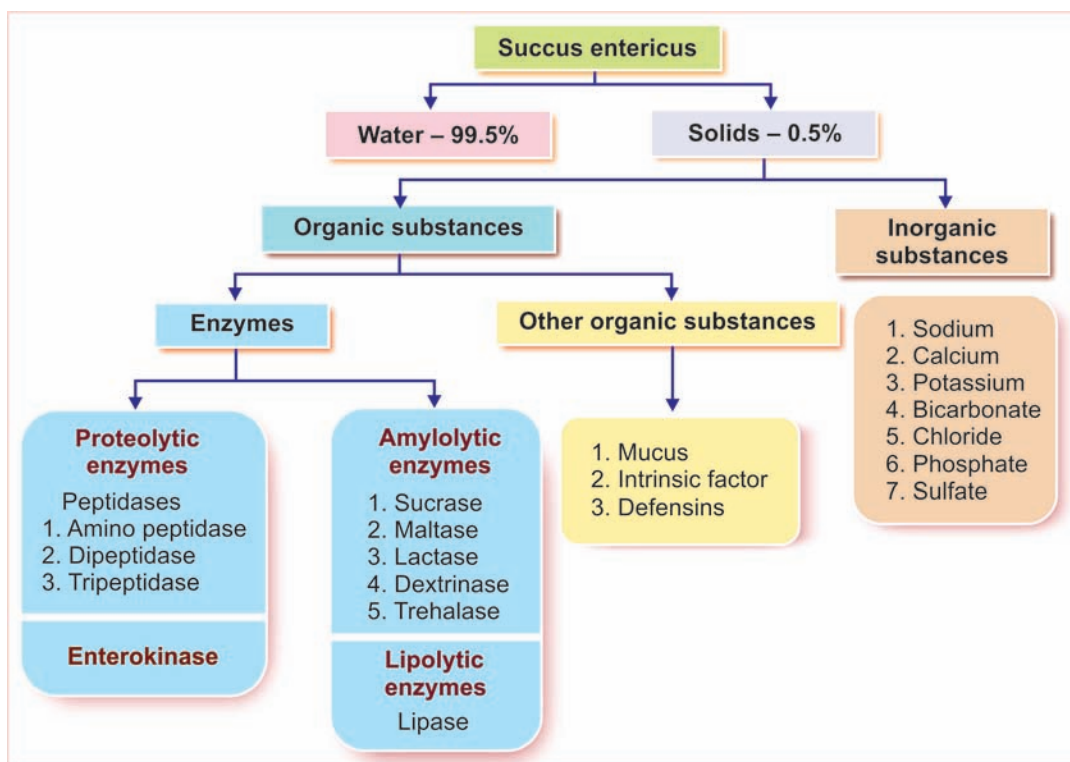 Succus entericus
Water – 99.5%
Solids – 0.5%
Organic substances
Inorganic
substances
Enzymes
Other organic substances
Proteolytic
enzymes
Peptidases
1. Amino peptidase
2. Dipeptidase
3. Tripeptidase
Enterokinase
Amylolytic
enzymes
1. Sucrase
2. Maltase
3. Lactase
4. Dextrinase
5. Trehalase
Lipolytic
enzymes
Lipase
1. Mucus
2. Intrinsic factor
3. Defensins
1. Sodium
2. Calcium
3. Potassium
4. Bicarbonate
5. Chloride
6. Phosphate
7. Sulfate